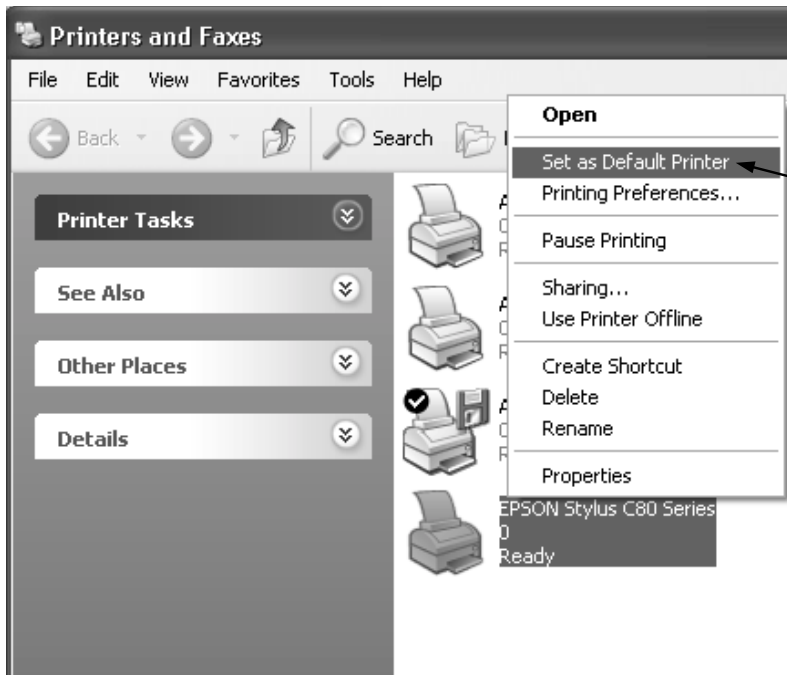 Printers and Faxes
File Edit View Favorites Tools Help
Back Search
Printer Tasks
See Also
Other Places
Details
Open
Set as Default Printer
Printing Preferences...
Pause Printing
Sharing...
Use Printer Offline
Create Shortcut
Delete
Rename
Properties
EPSON Stylus C80 Series
0
Ready